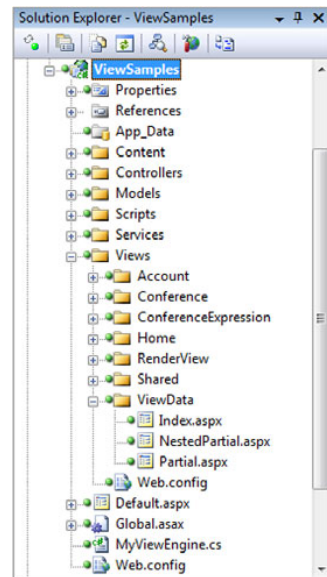 Solution Explorer - ViewSamples
ViewSamples
Properties
References
App_Data
Content
Controllers
Models
Scripts
Services
Views
Account
Conference
ConferenceExpression
Home
RenderView
Shared
ViewData
Index.aspx
NestedPartial.aspx
Partial.aspx
Web.config
Default.aspx
Global.asax
MyViewEngine.cs
Web.config